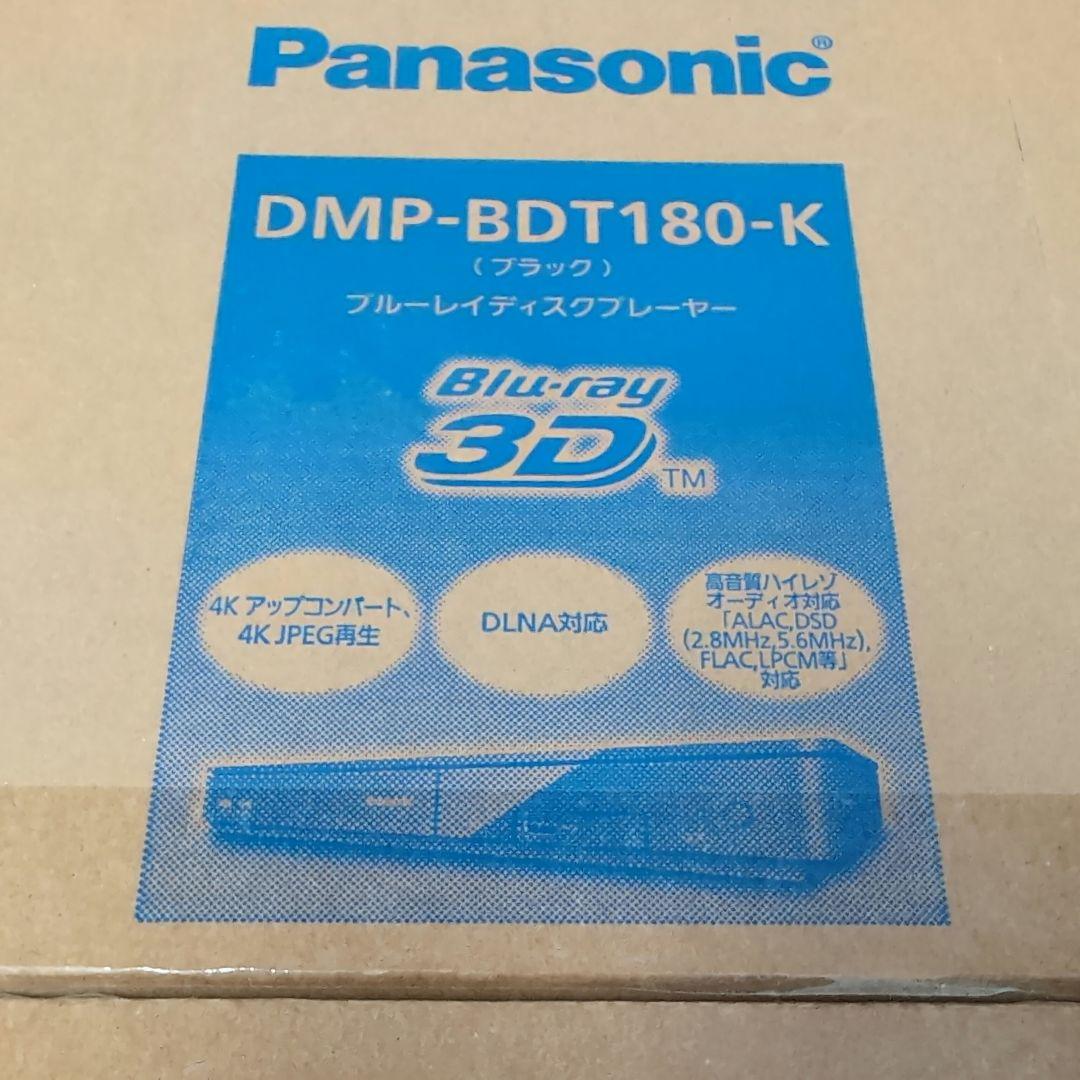 Panasonic®
DMP-BDT180-K
（ブラック）
ブルーレイディスクプレーヤー
Blu-ray
3D™
4K アップコンバート、
4K JPEG再生
DLNA対応
高音質ハイレゾ
オーディオ対応
「ALAC,DSD
(2.8MHz,5.6MHz),
FLAC,LPCM等」
対応